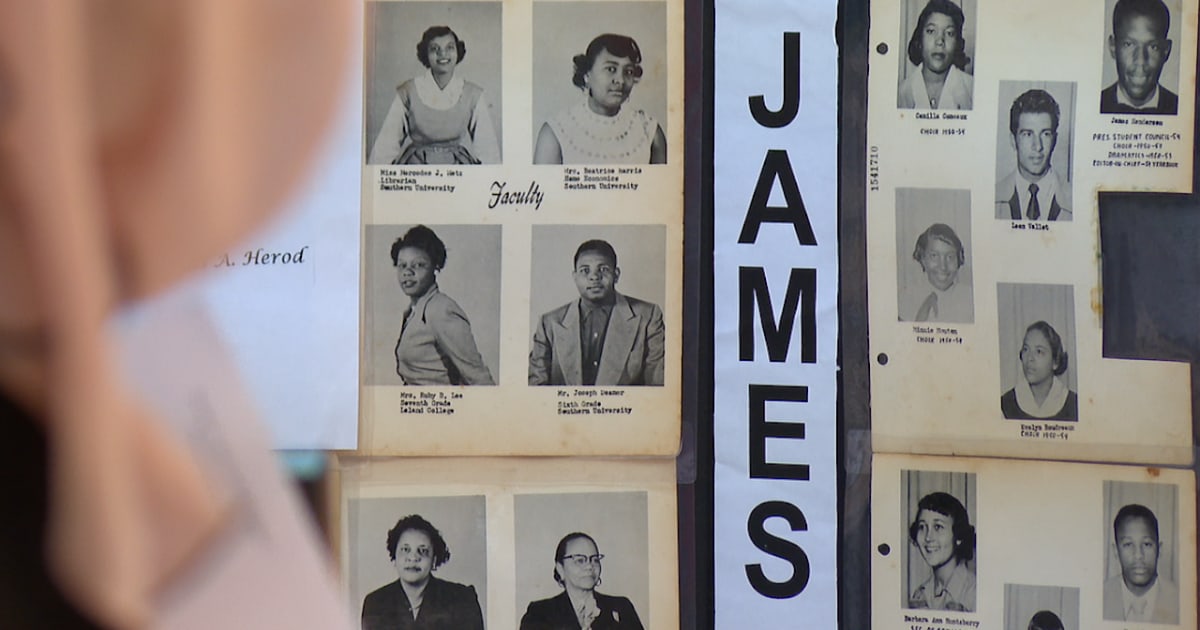 A. Herod
Miss Mercedes J. Metz
Librarian
Southern University
Mrs. Beatrice Harris
Home Economics
Southern University
Faculty
Mrs. Ruby B. Lee
Seventh Grade
Leland College
Mr. Joseph Deamer
Sixth Grade
Southern University
JAMES
1541710
Camilla Comeaux
CHOIR 1950-54
James Henderson
PRES. STUDENT COUNCIL-54
CHOIR-1950-54
DRAMATICS-1950-53
EDITOR-IN CHIEF-54 YEARBOOK
Leon Vallet
Minnie Mouton
CHOIR 1950-54
Evelyn Boudreaux
CHOIR 1950-54
Barbara Ann Huntsberry